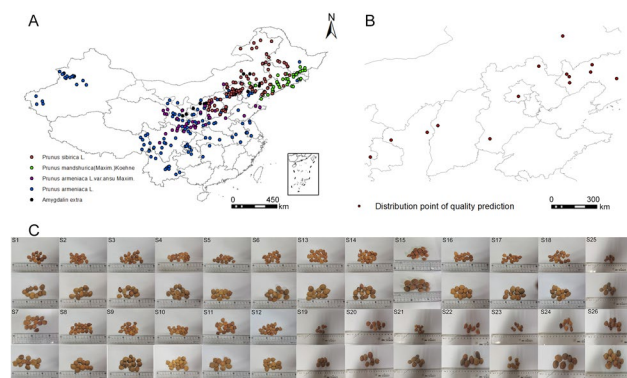 A
N
Prunus sibirica L
Prunus mandshurica(Maxim.)Koehne
Prunus armeniaca L.var.ansu Maxim.
Prunus armeniaca L
Amygdalin extra
0 450
km
B
Distribution point of quality prediction
0 300
km
C
S1 S2 S3 S4 S5 S6 S13 S14 S15 S16 S17 S18 S25
S7 S8 S9 S10 S11 S12 S19 S20 S21 S22 S23 S24 S26